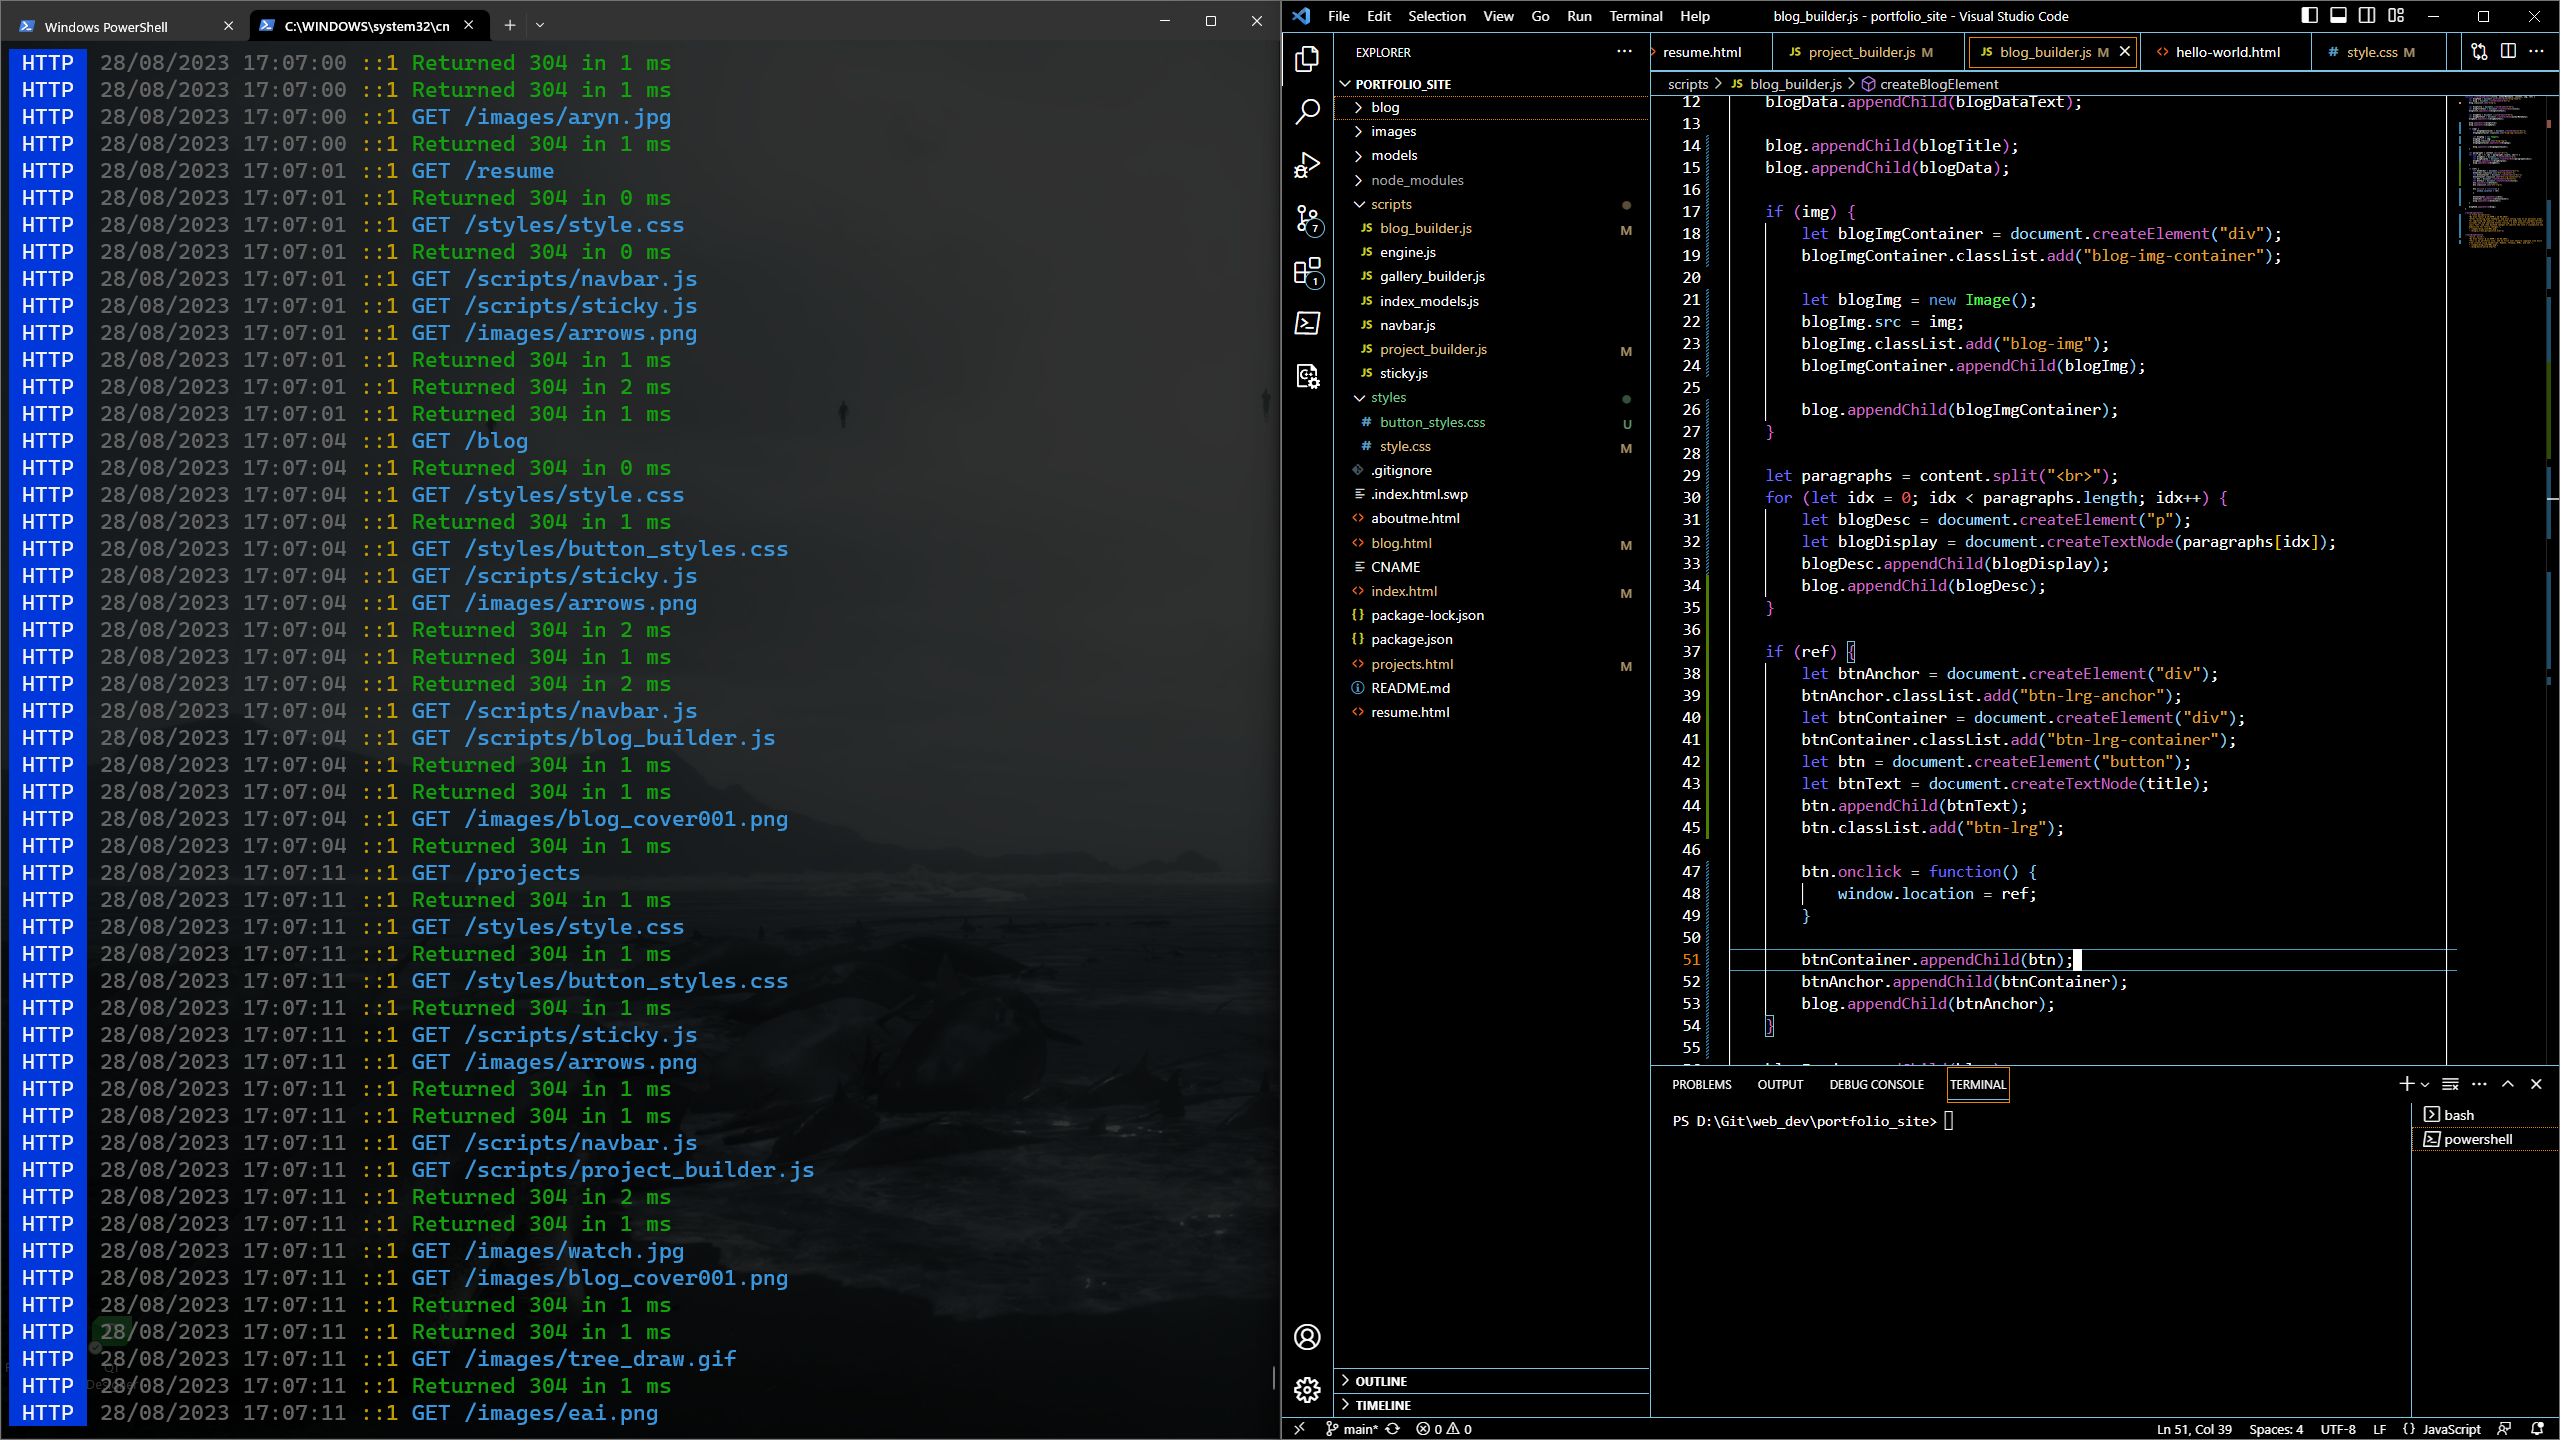 Windows PowerShell
C:\WINDOWS\system32\cn
HTTP 28/08/2023 17:07:00 ::1 Returned 304 in 1 ms
HTTP 28/08/2023 17:07:00 ::1 Returned 304 in 1 ms
HTTP 28/08/2023 17:07:00 ::1 GET /images/aryn.jpg
HTTP 28/08/2023 17:07:00 ::1 Returned 304 in 1 ms
HTTP 28/08/2023 17:07:01 ::1 GET /resume
HTTP 28/08/2023 17:07:01 ::1 Returned 304 in 0 ms
HTTP 28/08/2023 17:07:01 ::1 GET /styles/style.css
HTTP 28/08/2023 17:07:01 ::1 Returned 304 in 0 ms
HTTP 28/08/2023 17:07:01 ::1 GET /scripts/navbar.js
HTTP 28/08/2023 17:07:01 ::1 GET /scripts/sticky.js
HTTP 28/08/2023 17:07:01 ::1 GET /images/arrows.png
HTTP 28/08/2023 17:07:01 ::1 Returned 304 in 1 ms
HTTP 28/08/2023 17:07:01 ::1 Returned 304 in 2 ms
HTTP 28/08/2023 17:07:01 ::1 Returned 304 in 1 ms
HTTP 28/08/2023 17:07:04 ::1 GET /blog
HTTP 28/08/2023 17:07:04 ::1 Returned 304 in 0 ms
HTTP 28/08/2023 17:07:04 ::1 GET /styles/style.css
HTTP 28/08/2023 17:07:04 ::1 Returned 304 in 1 ms
HTTP 28/08/2023 17:07:04 ::1 GET /styles/button_styles.css
HTTP 28/08/2023 17:07:04 ::1 GET /scripts/sticky.js
HTTP 28/08/2023 17:07:04 ::1 GET /images/arrows.png
HTTP 28/08/2023 17:07:04 ::1 Returned 304 in 2 ms
HTTP 28/08/2023 17:07:04 ::1 Returned 304 in 1 ms
HTTP 28/08/2023 17:07:04 ::1 Returned 304 in 2 ms
HTTP 28/08/2023 17:07:04 ::1 GET /scripts/navbar.js
HTTP 28/08/2023 17:07:04 ::1 GET /scripts/blog_builder.js
HTTP 28/08/2023 17:07:04 ::1 Returned 304 in 1 ms
HTTP 28/08/2023 17:07:04 ::1 Returned 304 in 1 ms
HTTP 28/08/2023 17:07:04 ::1 GET /images/blog_cover001.png
HTTP 28/08/2023 17:07:04 ::1 Returned 304 in 1 ms
HTTP 28/08/2023 17:07:11 ::1 GET /projects
HTTP 28/08/2023 17:07:11 ::1 Returned 304 in 1 ms
HTTP 28/08/2023 17:07:11 ::1 GET /styles/style.css
HTTP 28/08/2023 17:07:11 ::1 Returned 304 in 1 ms
HTTP 28/08/2023 17:07:11 ::1 GET /styles/button_styles.css
HTTP 28/08/2023 17:07:11 ::1 Returned 304 in 1 ms
HTTP 28/08/2023 17:07:11 ::1 GET /scripts/sticky.js
HTTP 28/08/2023 17:07:11 ::1 GET /images/arrows.png
HTTP 28/08/2023 17:07:11 ::1 Returned 304 in 1 ms
HTTP 28/08/2023 17:07:11 ::1 Returned 304 in 1 ms
HTTP 28/08/2023 17:07:11 ::1 GET /scripts/navbar.js
HTTP 28/08/2023 17:07:11 ::1 GET /scripts/project_builder.js
HTTP 28/08/2023 17:07:11 ::1 Returned 304 in 2 ms
HTTP 28/08/2023 17:07:11 ::1 Returned 304 in 1 ms
HTTP 28/08/2023 17:07:11 ::1 GET /images/watch.jpg
HTTP 28/08/2023 17:07:11 ::1 GET /images/blog_cover001.png
HTTP 28/08/2023 17:07:11 ::1 Returned 304 in 1 ms
HTTP 28/08/2023 17:07:11 ::1 Returned 304 in 1 ms
HTTP 28/08/2023 17:07:11 ::1 GET /images/tree_draw.gif
HTTP 28/08/2023 17:07:11 ::1 Returned 304 in 1 ms
HTTP 28/08/2023 17:07:11 ::1 GET /images/eai.png
File Edit Selection View Go Run Terminal Help
blog_builder.js - portfolio_site - Visual Studio Code
EXPLORER
PORTFOLIO_SITE
blog
images
models
node_modules
scripts
JS blog_builder.js M
JS engine.js
JS gallery_builder.js
JS index_models.js
JS navbar.js
JS project_builder.js M
JS sticky.js
styles
# button_styles.css U
# style.css M
.gitignore
.index.html.swp
<> aboutme.html
<> blog.html M
CNAME
<> index.html M
{} package-lock.json
{} package.json
<> projects.html M
README.md
<> resume.html
OUTLINE
TIMELINE
7
1
resume.html
JS project_builder.js M
JS blog_builder.js M
<> hello-world.html
# style.css M
scripts > JS blog_builder.js > createBlogElement
12 blogData.appendChild(blogDataText);
13
14 blog.appendChild(blogTitle);
15 blog.appendChild(blogData);
16
17 if (img) {
18 let blogImgContainer = document.createElement("div");
19 blogImgContainer.classList.add("blog-img-container");
20
21 let blogImg = new Image();
22 blogImg.src = img;
23 blogImg.classList.add("blog-img");
24 blogImgContainer.appendChild(blogImg);
25
26 blog.appendChild(blogImgContainer);
27 }
28
29 let paragraphs = content.split("<br>");
30 for (let idx = 0; idx < paragraphs.length; idx++) {
31 let blogDesc = document.createElement("p");
32 let blogDisplay = document.createTextNode(paragraphs[idx]);
33 blogDesc.appendChild(blogDisplay);
34 blog.appendChild(blogDesc);
35 }
36
37 if (ref) {
38 let btnAnchor = document.createElement("div");
39 btnAnchor.classList.add("btn-lrg-anchor");
40 let btnContainer = document.createElement("div");
41 btnContainer.classList.add("btn-lrg-container");
42 let btn = document.createElement("button");
43 let btnText = document.createTextNode(title);
44 btn.appendChild(btnText);
45 btn.classList.add("btn-lrg");
46
47 btn.onclick = function() {
48 window.location = ref;
49 }
50
51 btnContainer.appendChild(btn);
52 btnAnchor.appendChild(btnContainer);
53 blog.appendChild(btnAnchor);
54 }
55
PROBLEMS OUTPUT DEBUG CONSOLE TERMINAL
PS D:\Git\web_dev\portfolio_site>
bash
powershell
main* 0 0
Ln 51, Col 39 Spaces: 4 UTF-8 LF {} JavaScript